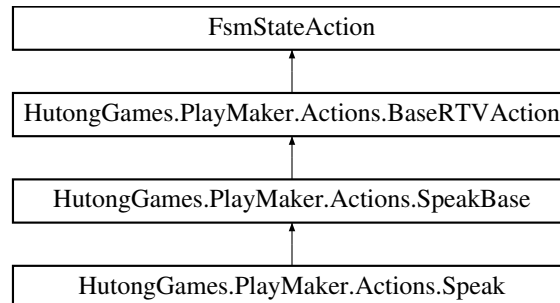 FsmStateAction
HutongGames.PlayMaker.Actions.BaseRTVAction
HutongGames.PlayMaker.Actions.SpeakBase
HutongGames.PlayMaker.Actions.Speak